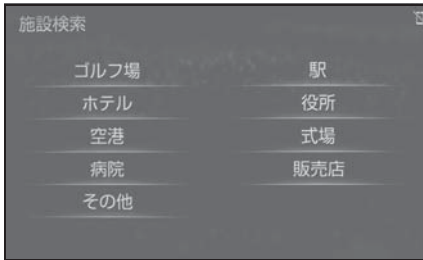 施設検索
ゴルフ場 駅
ホテル 役所
空港 式場
病院 販売店
その他